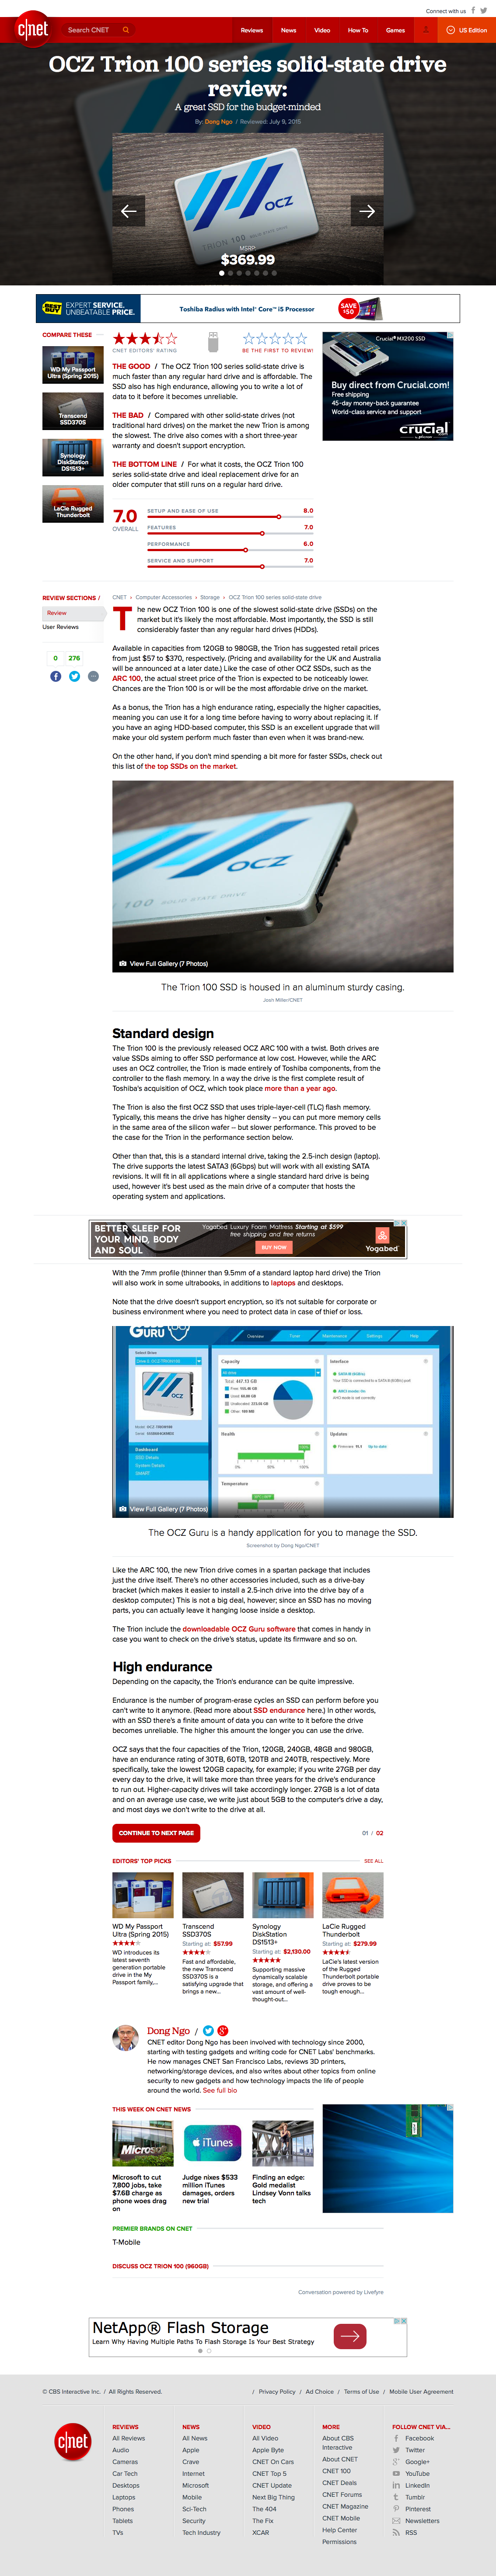 Connect with us
c|net
Search CNET
Reviews
News
Video
How To
Games
US Edition
OCZ Trion 100 series solid-state drive
review:
A great SSD for the budget-minded
By: Dong Ngo / Reviewed: July 9, 2015
OCZ
TRION 100
MSRP:
$369.99
BEST BUY
EXPERT SERVICE.
UNBEATABLE PRICE.
Toshiba Radius with Intel® Core™ i5 Processor
SAVE
$50
COMPARE THESE
WD My Passport
Ultra (Spring 2015)
Transcend
SSD370S
Synology
DiskStation
DS1513+
LaCie Rugged
Thunderbolt
CNET EDITORS' RATING
BE THE FIRST TO REVIEW!
THE GOOD / The OCZ Trion 100 series solid-state drive is
much faster than any regular hard drive and is affordable. The
SSD also has high endurance, allowing you to write a lot of
data to it before it becomes unreliable.
THE BAD / Compared with other solid-state drives (not
traditional hard drives) on the market the new Trion is among
the slowest. The drive also comes with a short three-year
warranty and doesn't support encryption.
THE BOTTOM LINE / For what it costs, the OCZ Trion 100
series solid-state drive and ideal replacement drive for an
older computer that still runs on a regular hard drive.
Crucial® MX200 SSD
Buy direct from Crucial.com!
Free shipping
45-day money-back guarantee
World-class service and support
crucial
7.0
OVERALL
SETUP AND EASE OF USE 8.0
FEATURES 7.0
PERFORMANCE 6.0
SERVICE AND SUPPORT 7.0
REVIEW SECTIONS /
Review
User Reviews
0 276
CNET › Computer Accessories › Storage › OCZ Trion 100 series solid-state drive
The new OCZ Trion 100 is one of the slowest solid-state drives (SSDs) on the
market but it's likely the most affordable. Most importantly, the SSD is still
considerably faster than any regular hard drives (HDDs).
Available in capacities from 120GB to 980GB, the Trion has suggested retail prices
from just $57 to $370, respectively. (Pricing and availability for the UK and Australia
will be announced at a later date.) Like the case of other OCZ SSDs, such as the
ARC 100, the actual street price of the Trion is expected to be noticeably lower.
Chances are the Trion 100 is or will be the most affordable drive on the market.
As a bonus, the Trion has a high endurance rating, especially the higher capacities,
meaning you can use it for a long time before having to worry about replacing it. If
you have an aging HDD-based computer, this SSD is an excellent upgrade that will
make your old system perform much faster than even when it was brand-new.
On the other hand, if you don't mind spending a bit more for faster SSDs, check out
this list of the top SSDs on the market.
OCZ
View Full Gallery (7 Photos)
The Trion 100 SSD is housed in an aluminum sturdy casing.
Josh Miller/CNET
Standard design
The Trion 100 is the previously released OCZ ARC 100 with a twist. Both drives are
value SSDs aiming to offer SSD performance at low cost. However, while the ARC
uses an OCZ controller, the Trion is made entirely of Toshiba components, from the
controller to the flash memory. In a way the drive is the first complete result of
Toshiba's acquisition of OCZ, which took place more than a year ago.
The Trion is also the first OCZ SSD that uses triple-layer-cell (TLC) flash memory.
Typically, this means the drive has higher density -- you can put more memory cells
in the same area of the silicon wafer -- but slower performance. This proved to be
the case for the Trion in the performance section below.
Other than that, this is a standard internal drive, taking the 2.5-inch design (laptop).
The drive supports the latest SATA3 (6Gbps) but will work with all existing SATA
revisions. It will fit in all applications where a single standard hard drive is being
used, however, it's best used as the main drive of a computer that hosts the
operating system and applications.
BETTER SLEEP FOR
YOUR MIND, BODY
AND SOUL
Yogabed Luxury Foam Mattress Starting at $599
free shipping and free returns
BUY NOW
Yogabed
With the 7mm profile (thinner than 9.5mm of a standard laptop hard drive) the Trion
will also work in some ultrabooks, in additions to laptops and desktops.
Note that the drive doesn't support encryption, so it's not suitable for corporate or
business environment where you need to protect data in case of thief or loss.
GURU
Overview
Tuner
Maintenance
Settings
Help
Select Drive
Capacity
Interface
Total: 447.13 GB
Health
Updates
Dashboard
SSD Details
System Details
SMART
Temperature
View Full Gallery (7 Photos)
The OCZ Guru is a handy application for you to manage the SSD.
Screenshot by Dong Ngo/CNET
Like the ARC 100, the new Trion drive comes in a spartan package that includes
just the drive itself. There's no other accessories included, such as a drive-bay
bracket (which makes it easier to install a 2.5-inch drive into the drive bay of a
desktop computer.) This is not a big deal, however; since an SSD has no moving
parts, you can actually leave it hanging loose inside a desktop.
The Trion include the downloadable OCZ Guru software that comes in handy in
case you want to check on the drive's status, update its firmware and so on.
High endurance
Depending on the capacity, the Trion's endurance can be quite impressive.
Endurance is the number of program-erase cycles an SSD can perform before you
can't write to it anymore. (Read more about SSD endurance here.) In other words,
with an SSD there's a finite amount of data you can write to it before the drive
becomes unreliable. The higher this amount the longer you can use the drive.
OCZ says that the four capacities of the Trion, 120GB, 240GB, 48GB and 980GB,
have an endurance rating of 30TB, 60TB, 120TB and 240TB, respectively. More
specifically, take the lowest 120GB capacity, for example; if you write 27GB per day
every day to the drive, it will take more than three years for the drive's endurance
to run out. Higher-capacity drives will take accordingly longer. 27GB is a lot of data
and on an average use case, we write just about 5GB to the computer's drive a day,
and most days we don't write to the drive at all.
CONTINUE TO NEXT PAGE
01 / 02
EDITORS' TOP PICKS
SEE ALL
WD My Passport
Ultra (Spring 2015)
WD introduces its
latest seventh
generation portable
drive in the My
Passport family,...
Transcend
SSD370S
Starting at: $57.99
Fast and affordable,
the new Transcend
SSD370S is a
satisfying upgrade that
brings a new...
Synology
DiskStation
DS1513+
Starting at: $2,130.00
Supporting massive
dynamically scalable
storage, and offering a
vast amount of well-
thought-out...
LaCie Rugged
Thunderbolt
Starting at: $279.99
LaCie's latest version
of the Rugged
Thunderbolt portable
drive proves to be
tough enough...
Dong Ngo /
CNET editor Dong Ngo has been involved with technology since 2000,
starting with testing gadgets and writing code for CNET Labs' benchmarks.
He now manages CNET San Francisco Labs, reviews 3D printers,
networking/storage devices, and also writes about other topics from online
security to new gadgets and how technology impacts the life of people
around the world. See full bio
THIS WEEK ON CNET NEWS
Micros
iTunes
Microsoft to cut
7,800 jobs, take
$7.6B charge as
phone woes drag
on
Judge nixes $533
million iTunes
damages, orders
new trial
Finding an edge:
Gold medalist
Lindsey Vonn talks
tech
PREMIER BRANDS ON CNET
T-Mobile
DISCUSS OCZ TRION 100 (960GB)
Conversation powered by Livefyre
NetApp® Flash Storage
Learn Why Having Multiple Paths To Flash Storage Is Your Best Strategy
© CBS Interactive Inc. / All Rights Reserved.
/ Privacy Policy / Ad Choice / Terms of Use / Mobile User Agreement
c|net
REVIEWS
All Reviews
Audio
Cameras
Car Tech
Desktops
Laptops
Phones
Tablets
TVs
NEWS
All News
Apple
Crave
Internet
Microsoft
Mobile
Sci-Tech
Security
Tech Industry
VIDEO
All Video
Apple Byte
CNET On Cars
CNET Top 5
CNET Update
Next Big Thing
The 404
The Fix
XCAR
MORE
About CBS
Interactive
About CNET
CNET 100
CNET Deals
CNET Forums
CNET Magazine
CNET Mobile
Help Center
Permissions
FOLLOW CNET VIA...
Facebook
Twitter
Google+
YouTube
LinkedIn
Tumblr
Pinterest
Newsletters
RSS